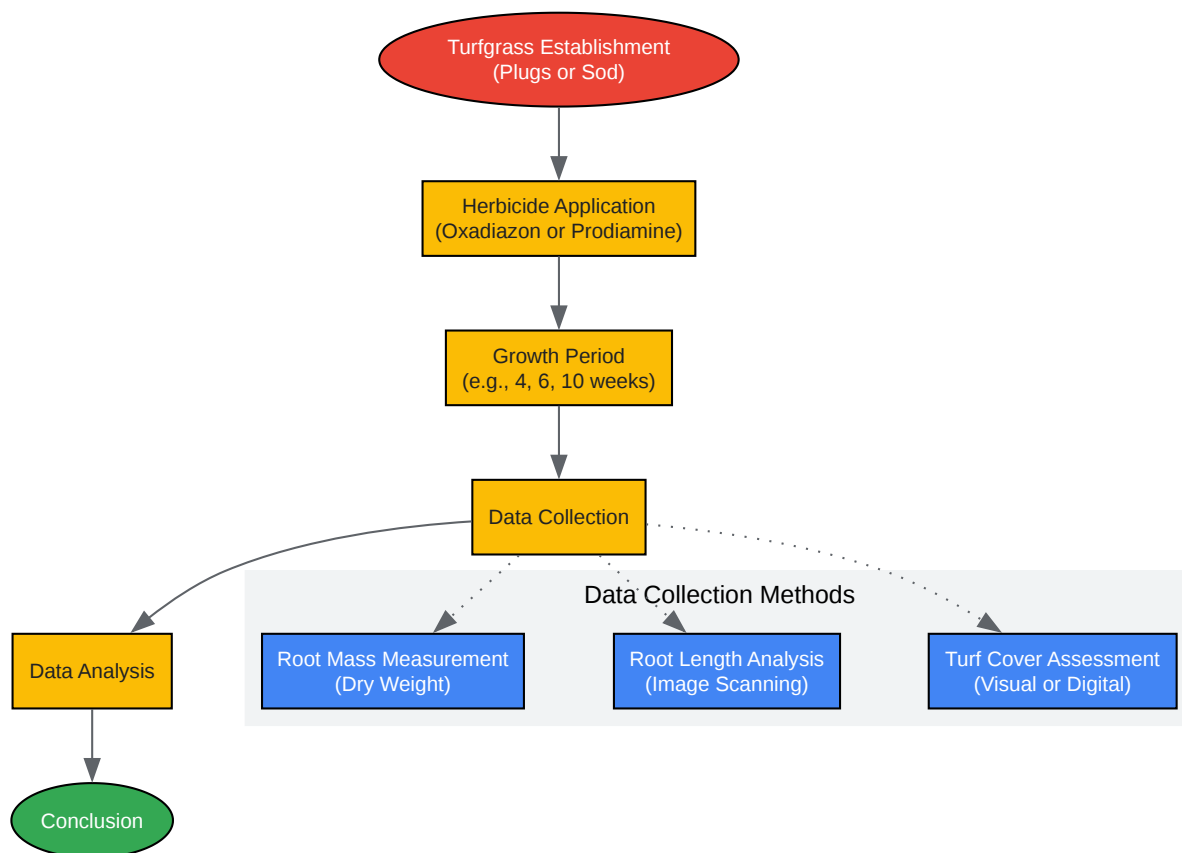 Turfgrass Establishment
(Plugs or Sod)
Herbicide Application
(Oxadiazon or Prodiamine)
Growth Period
(e.g., 4, 6, 10 weeks)
Data Collection
Data Collection Methods
Data Analysis
Root Mass Measurement
(Dry Weight)
Root Length Analysis
(Image Scanning)
Turf Cover Assessment
(Visual or Digital)
Conclusion